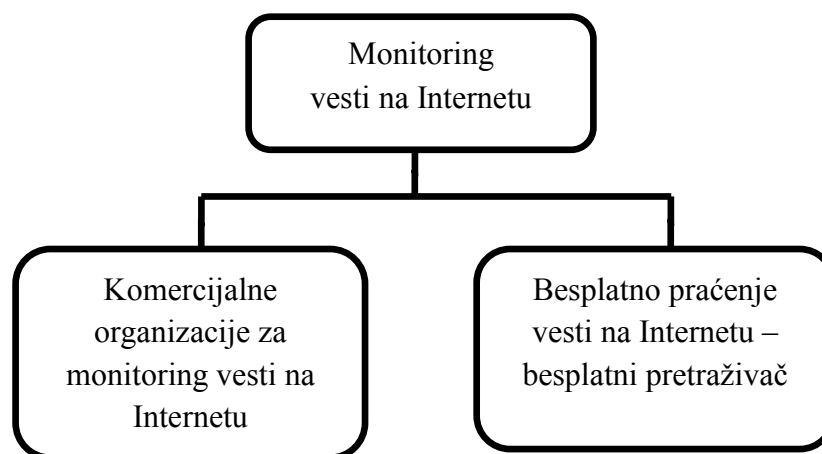 Monitoring
vesti na Internetu
Komercijalne
organizacije za
monitoring vesti na
Internetu
Besplatno praćenje
vesti na Internetu –
besplatni pretraživač